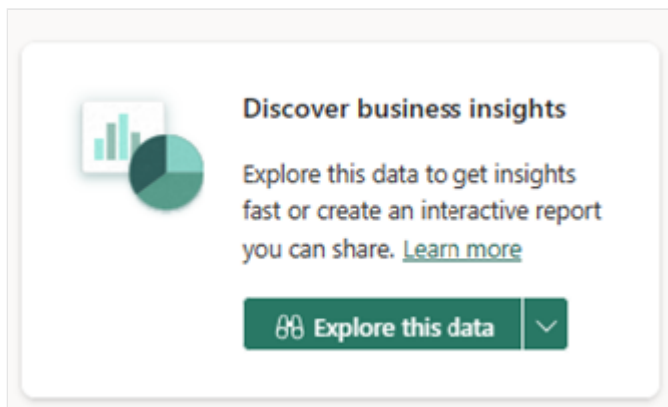 Discover business insights
Explore this data to get insights
fast or create an interactive report
you can share. Learn more
Explore this data